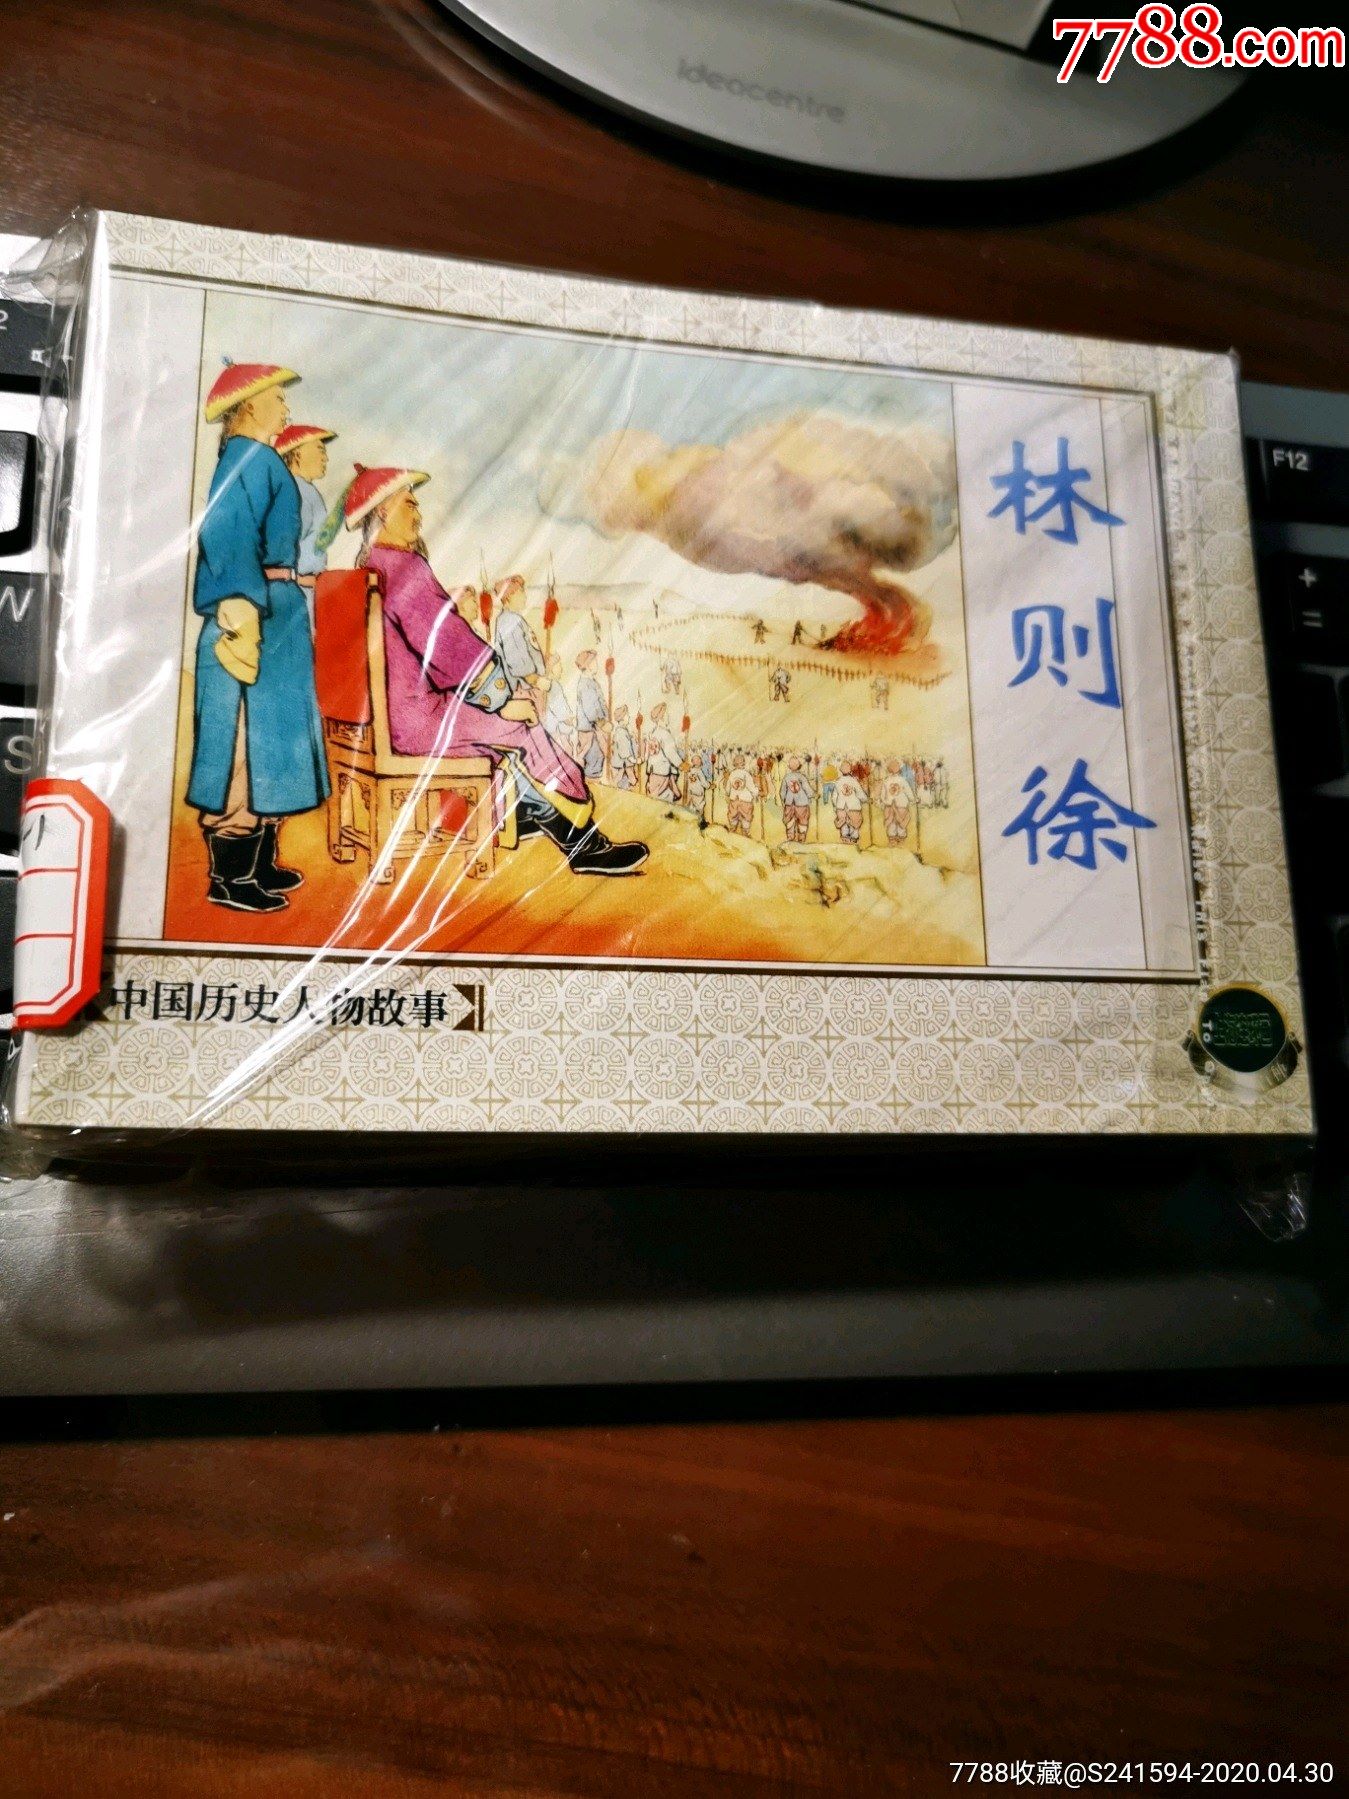 7788.com
ideacentre
林则徐
F12
W
S
中国历史人物故事
7788收藏@S241594-2020.04.30